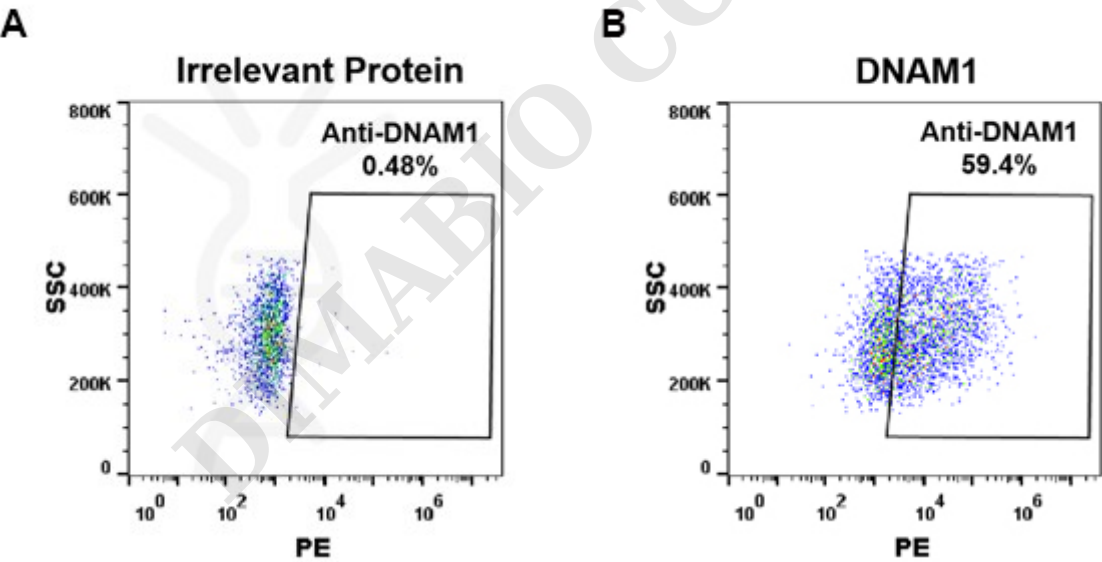 A
Irrelevant Protein
800K
600K
400K
200K
0
SSC
Anti-DNAM1
0.48%
10^0 10^2 10^4 10^6
PE
B
DNAM1
800K
600K
400K
200K
0
SSC
Anti-DNAM1
59.4%
10^0 10^2 10^4 10^6
PE
DIMABIO CO